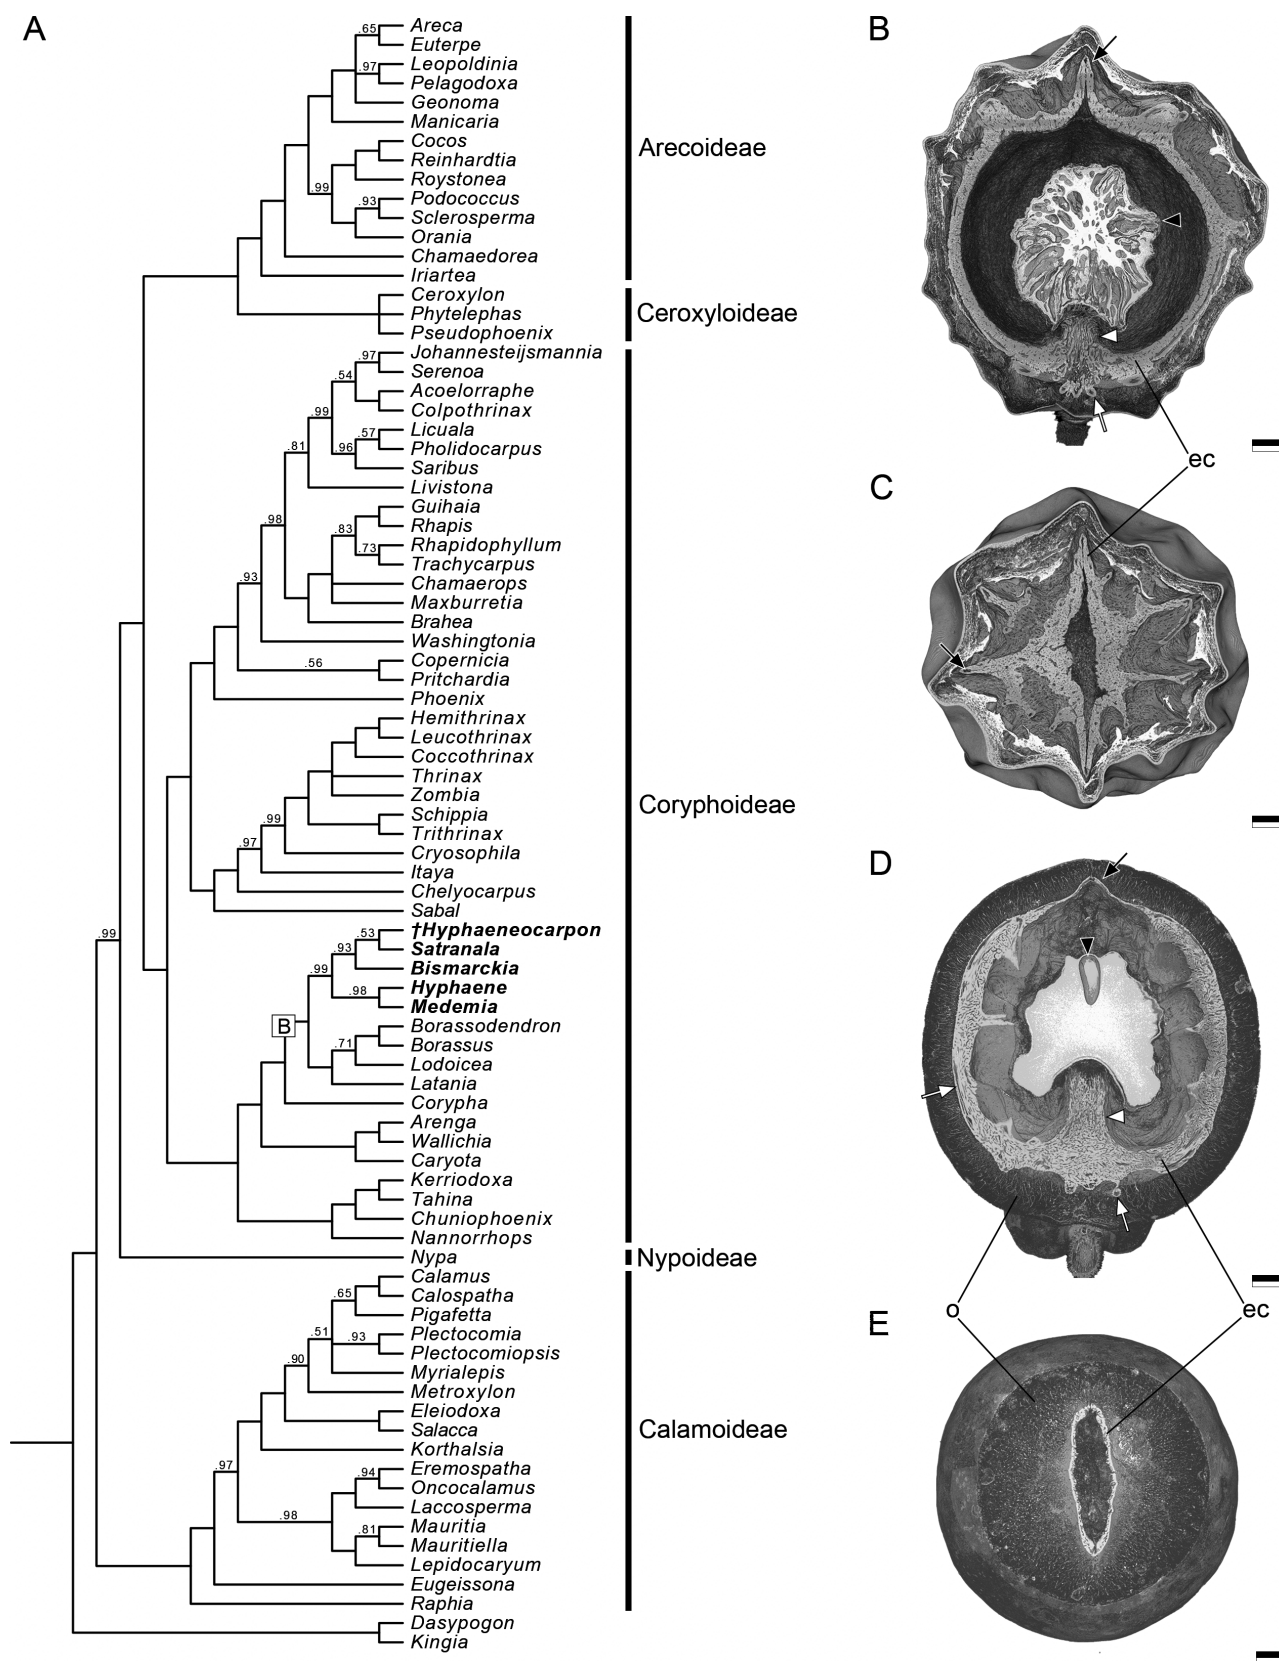 A
.65
Areca
Euterpe
.97
Leopoldinia
Pelagodoxa
Geonoma
Manicaria
Cocos
Reinhardtia
.99
Roystonea
.93
Podococcus
Sclerosperma
Orania
Chamaedorea
Iriartea
Ceroxylon
Phytelephas
Pseudophoenix
.97
Johannesteijsmannia
Serenoa
.54
Acoelorraphe
.99
Colpothrinax
.57
Licuala
.81
.96
Pholidocarpus
Saribus
Livistona
Guihaia
.98
.83
Rhapis
.73
Rhapidophyllum
Trachycarpus
.93
Chamaerops
Maxburretia
Brahea
Washingtonia
.56
Copernicia
Pritchardia
Phoenix
Hemithrinax
Leucothrinax
Coccothrinax
Thrinax
Zombia
.99
Schippia
Trithrinax
.97
Cryosophila
Itaya
Chelyocarpus
Sabal
.99
.53
†Hyphaeneocarpon
.93
Satranala
.99
Bismarckia
.98
Hyphaene
Medemia
B
Borassodendron
.71
Borassus
Lodoicea
Latania
Corypha
Arenga
Wallichia
Caryota
Kerriodoxa
Tahina
Chuniophoenix
Nannorrhops
Nypa
Calamus
.65
Calospatha
Pigafetta
.51
.93
Plectocomia
.90
Plectocomiopsis
Myrialepis
Metroxylon
Eleiodoxa
Salacca
Korthalsia
.97
.94
Eremospatha
Oncocalamus
.98
Laccosperma
.81
Mauritia
Mauritiella
Lepidocaryum
Eugeissona
Raphia
Dasypogon
Kingia
Arecoideae
Ceroxyloideae
Coryphoideae
Nypoideae
Calamoideae
B
ec
C
D
o
ec
E